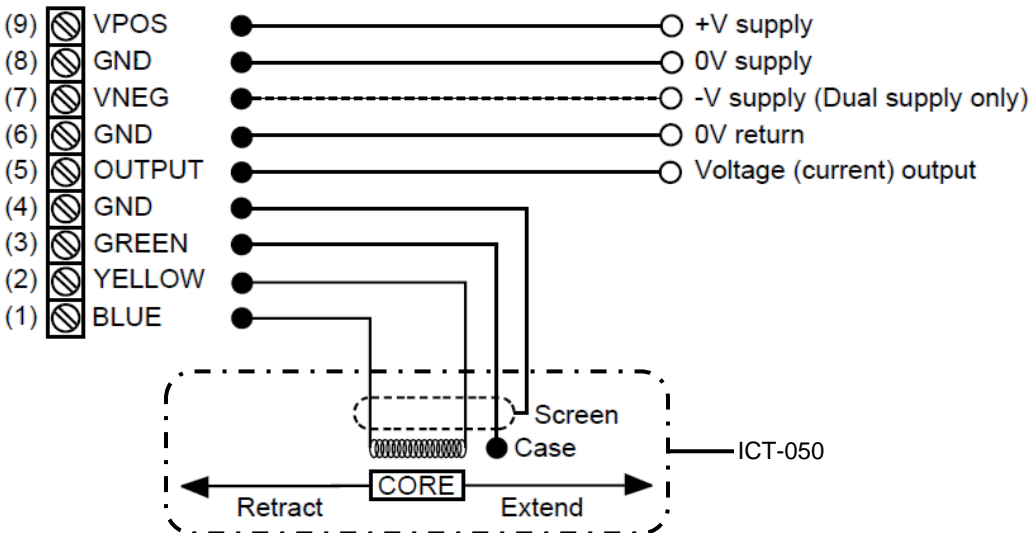 (9) VPOS +V supply
(8) GND 0V supply
(7) VNEG -V supply (Dual supply only)
(6) GND 0V return
(5) OUTPUT Voltage (current) output
(4) GND
(3) GREEN
(2) YELLOW
(1) BLUE
Screen
Case
ICT-050
CORE
Retract Extend